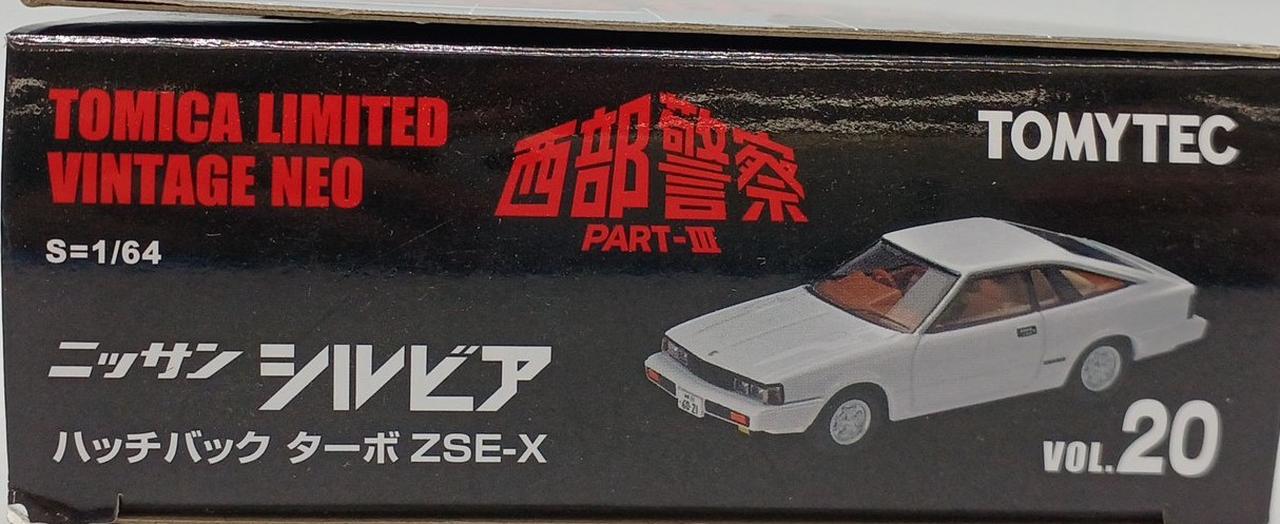 TOMICA LIMITED
VINTAGE NEO
S=1/64
西部警察
PART-III
TOMYTEC
ニッサン シルビア
ハッチバック ターボ ZSE-X
VOL.20